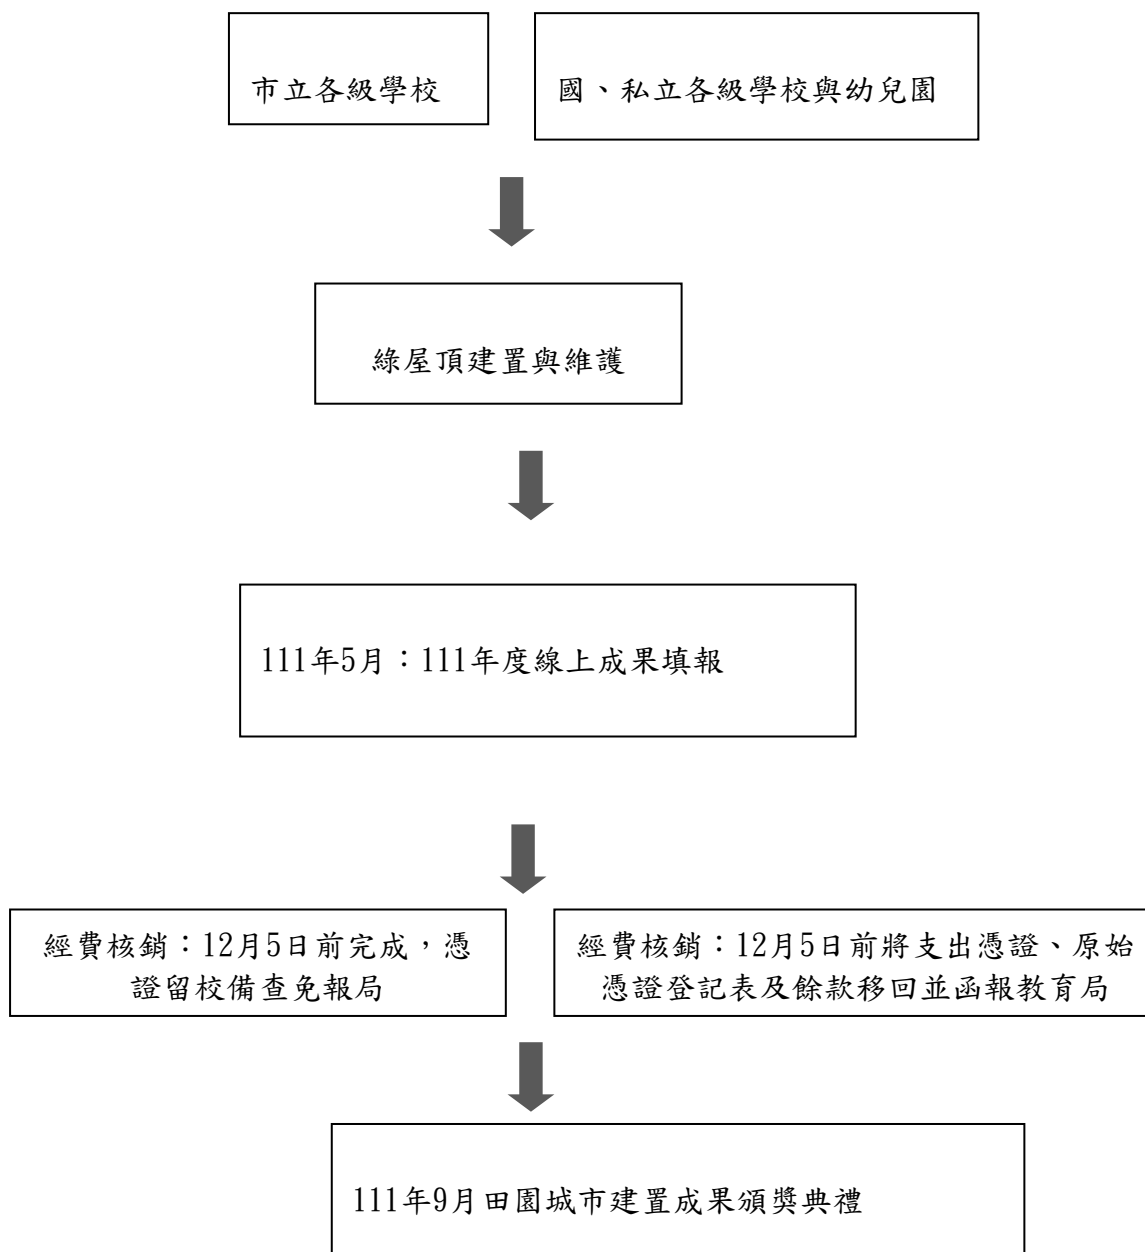 市立各級學校
國、私立各級學校與幼兒園
綠屋頂建置與維護
111年5月：111年度線上成果填報
經費核銷：12月5日前完成，憑
證留校備查免報局
經費核銷：12月5日前將支出憑證、原始
憑證登記表及餘款移回並函報教育局
111年9月田園城市建置成果頒獎典禮